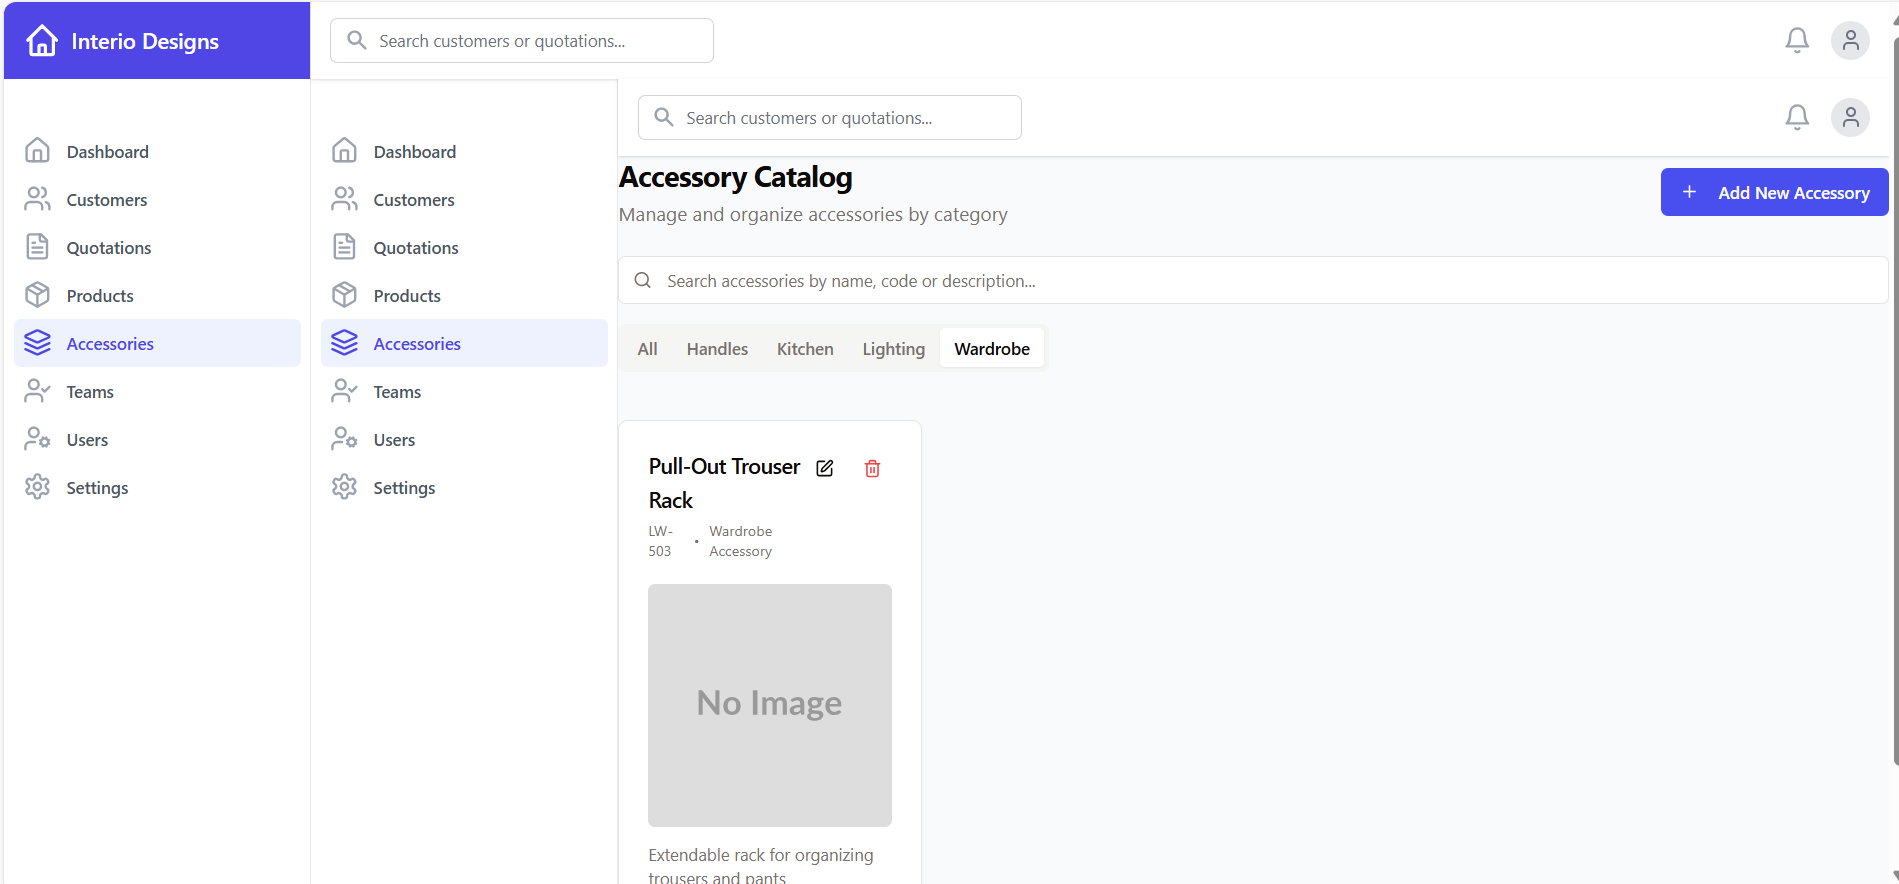 Interio Designs
Search customers or quotations...
Dashboard
Customers
Quotations
Products
Accessories
Teams
Users
Settings
Dashboard
Customers
Quotations
Products
Accessories
Teams
Users
Settings
Search customers or quotations...
Accessory Catalog
Manage and organize accessories by category
+ Add New Accessory
Search accessories by name, code or description...
All Handles Kitchen Lighting Wardrobe
Pull-Out Trouser
Rack
LW-
503
•
Wardrobe
Accessory
No Image
Extendable rack for organizing
trousers and pants